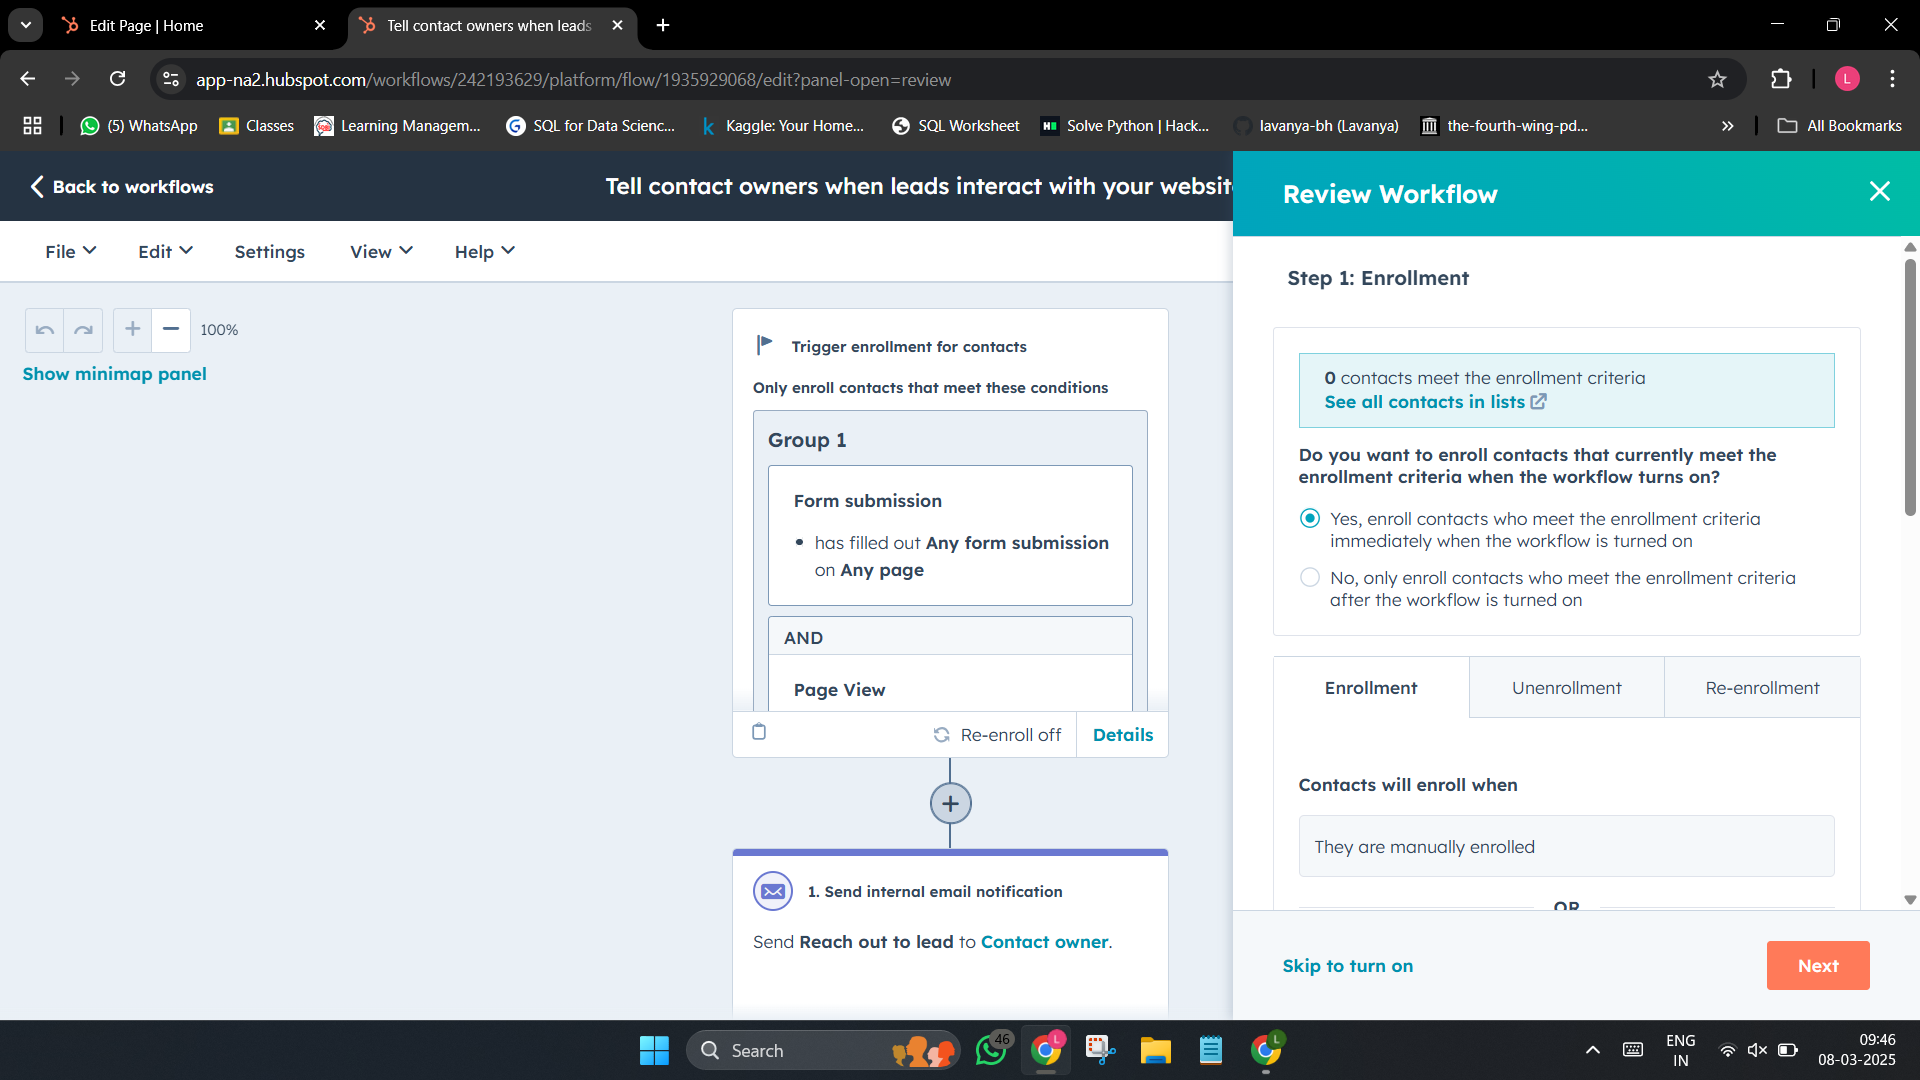 Edit Page | Home
Tell contact owners when leads
app-na2.hubspot.com/workflows/242193629/platform/flow/1935929068/edit?panel-open=review
L
(5) WhatsApp
Classes
Learning Managem...
SQL for Data Scienc...
Kaggle: Your Home...
SQL Worksheet
Solve Python | Hack...
lavanya-bh (Lavanya)
the-fourth-wing-pd...
All Bookmarks
Back to workflows
Tell contact owners when leads interact with your websit
File
Edit
Settings
View
Help
100%
Show minimap panel
Trigger enrollment for contacts
Only enroll contacts that meet these conditions
Group 1
Form submission
• has filled out Any form submission
on Any page
AND
Page View
Re-enroll off
Details
1. Send internal email notification
Send Reach out to lead to Contact owner.
Review Workflow
Step 1: Enrollment
0 contacts meet the enrollment criteria
See all contacts in lists
Do you want to enroll contacts that currently meet the
enrollment criteria when the workflow turns on?
Yes, enroll contacts who meet the enrollment criteria
immediately when the workflow is turned on
No, only enroll contacts who meet the enrollment criteria
after the workflow is turned on
Enrollment
Unenrollment
Re-enrollment
Contacts will enroll when
They are manually enrolled
OR
Skip to turn on
Next
Search
46
L
L
ENG
IN
09:46
08-03-2025